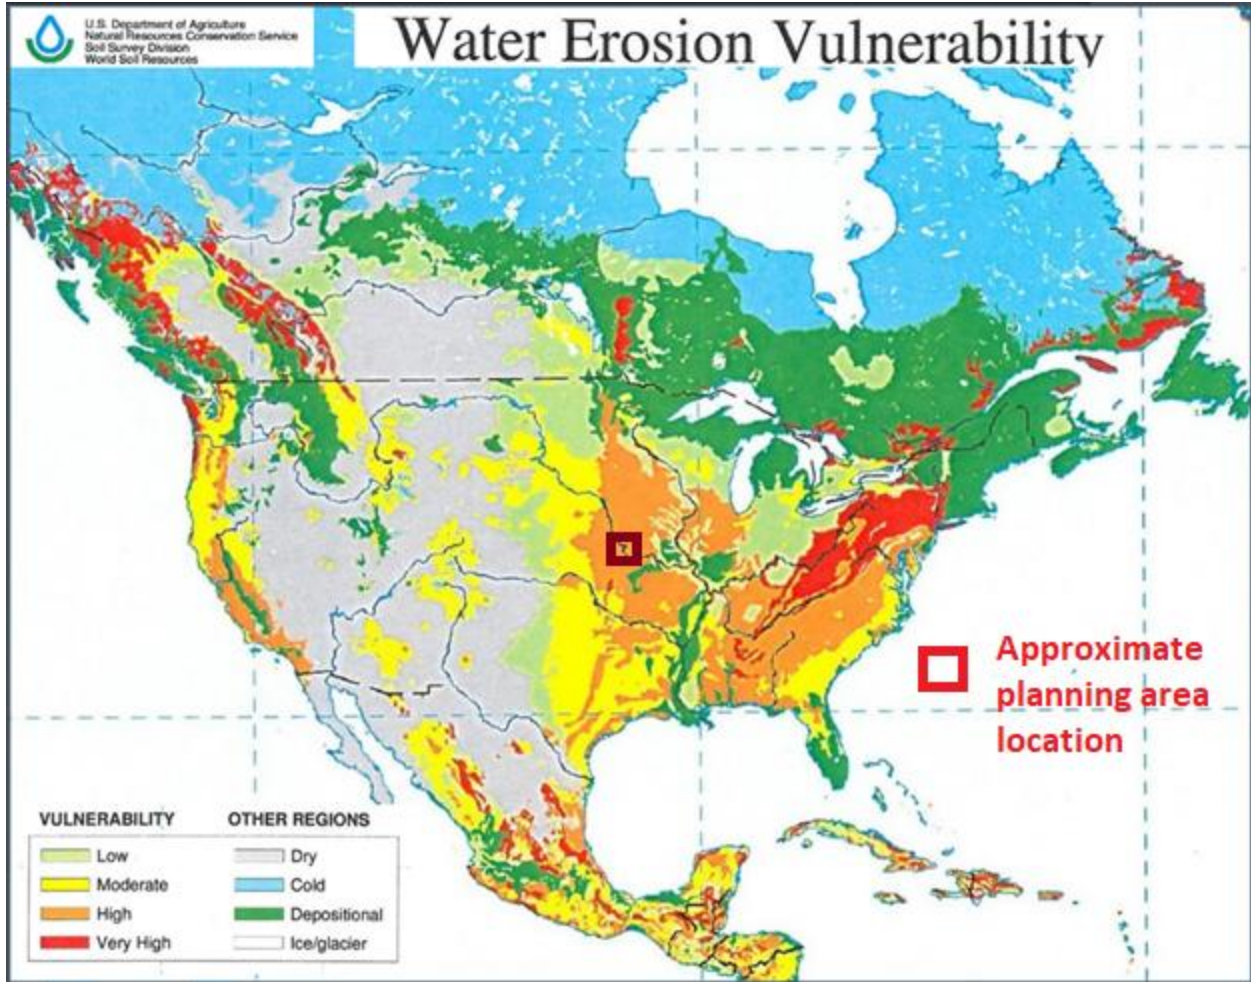 U.S. Department of Agriculture
Natural Resources Conservation Service
Soil Survey Division
World Soil Resources
Water Erosion Vulnerability
?
Approximate
planning area
location
VULNERABILITY
OTHER REGIONS
Low
Dry
Moderate
Cold
High
Depositional
Very High
Ice/glacier